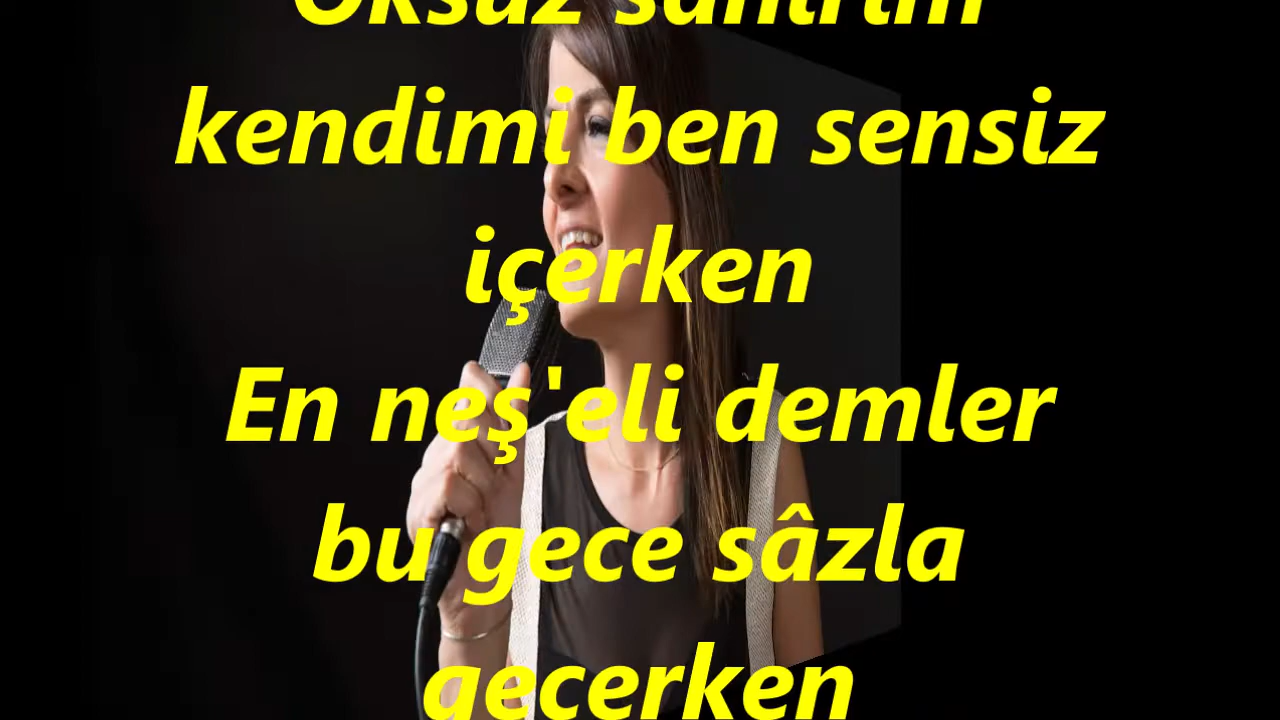 Öksüz sanırım
kendimi ben sensiz
içerken
En neş'eli demler
bu gece sâzla
geçerken